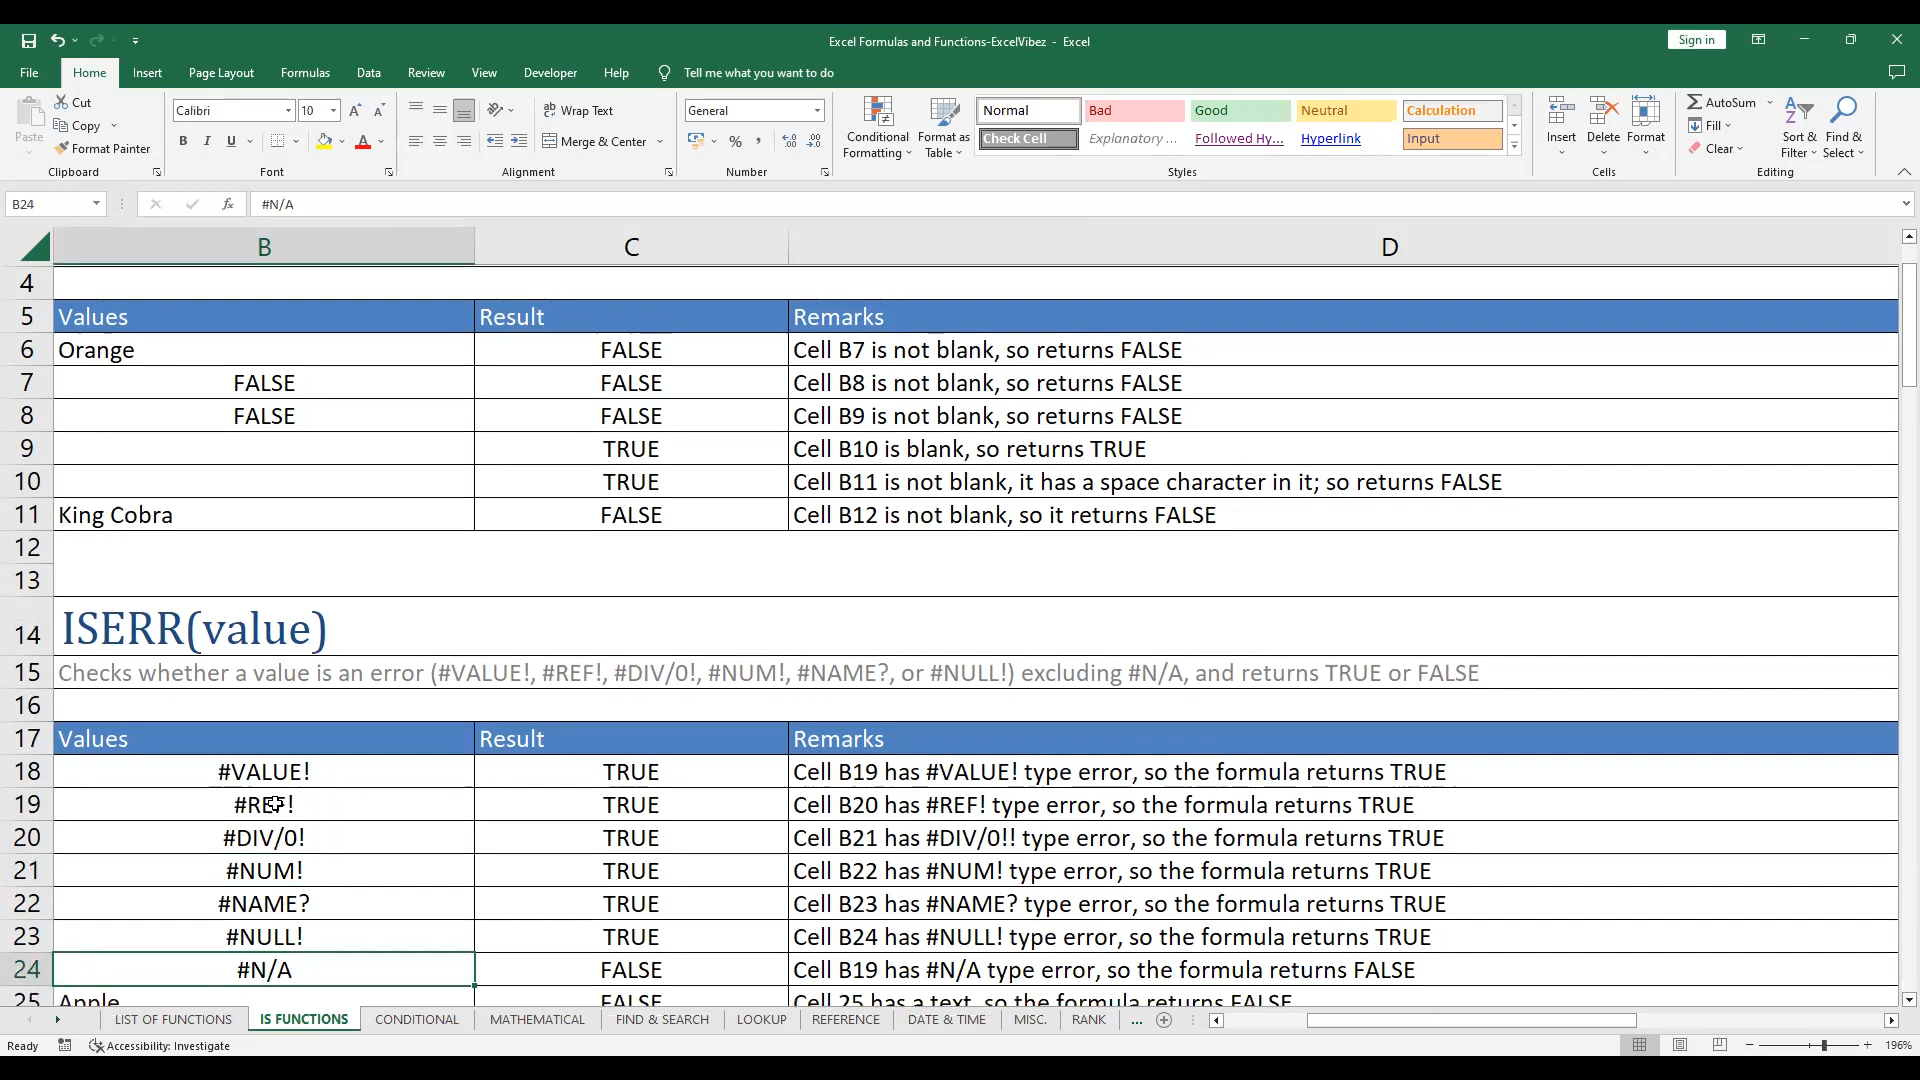 Excel Formulas and Functions-ExcelVibez - Excel
Sign in
File Home Insert Page Layout Formulas Data Review View Developer Help Tell me what you want to do
Paste Cut Copy Format Painter Clipboard
Calibri 10 B I U A A A Font
ab Wrap Text Merge & Center Alignment
General % , Number
Conditional Formatting Format as Table
Normal Bad Good Neutral Calculation
Check Cell Explanatory ... Followed Hy... Hyperlink Input
Styles
Insert Delete Format Cells
AutoSum Fill Clear Sort & Filter Find & Select Editing
B24 fx #N/A
B C D
4
5 Values Result Remarks
6 Orange FALSE Cell B7 is not blank, so returns FALSE
7 FALSE FALSE Cell B8 is not blank, so returns FALSE
8 FALSE FALSE Cell B9 is not blank, so returns FALSE
9 TRUE Cell B10 is blank, so returns TRUE
10 TRUE Cell B11 is not blank, it has a space character in it; so returns FALSE
11 King Cobra FALSE Cell B12 is not blank, so it returns FALSE
12
13
14 ISERR(value)
15 Checks whether a value is an error (#VALUE!, #REF!, #DIV/0!, #NUM!, #NAME?, or #NULL!) excluding #N/A, and returns TRUE or FALSE
16
17 Values Result Remarks
18 #VALUE! TRUE Cell B19 has #VALUE! type error, so the formula returns TRUE
19 #REF! TRUE Cell B20 has #REF! type error, so the formula returns TRUE
20 #DIV/0! TRUE Cell B21 has #DIV/0!! type error, so the formula returns TRUE
21 #NUM! TRUE Cell B22 has #NUM! type error, so the formula returns TRUE
22 #NAME? TRUE Cell B23 has #NAME? type error, so the formula returns TRUE
23 #NULL! TRUE Cell B24 has #NULL! type error, so the formula returns TRUE
24 #N/A FALSE Cell B19 has #N/A type error, so the formula returns FALSE
25 Apple FALSE Cell 25 has a text, so the formula returns FALSE
LIST OF FUNCTIONS IS FUNCTIONS CONDITIONAL MATHEMATICAL FIND & SEARCH LOOKUP REFERENCE DATE & TIME MISC. RANK ...
Ready Accessibility: Investigate 196%